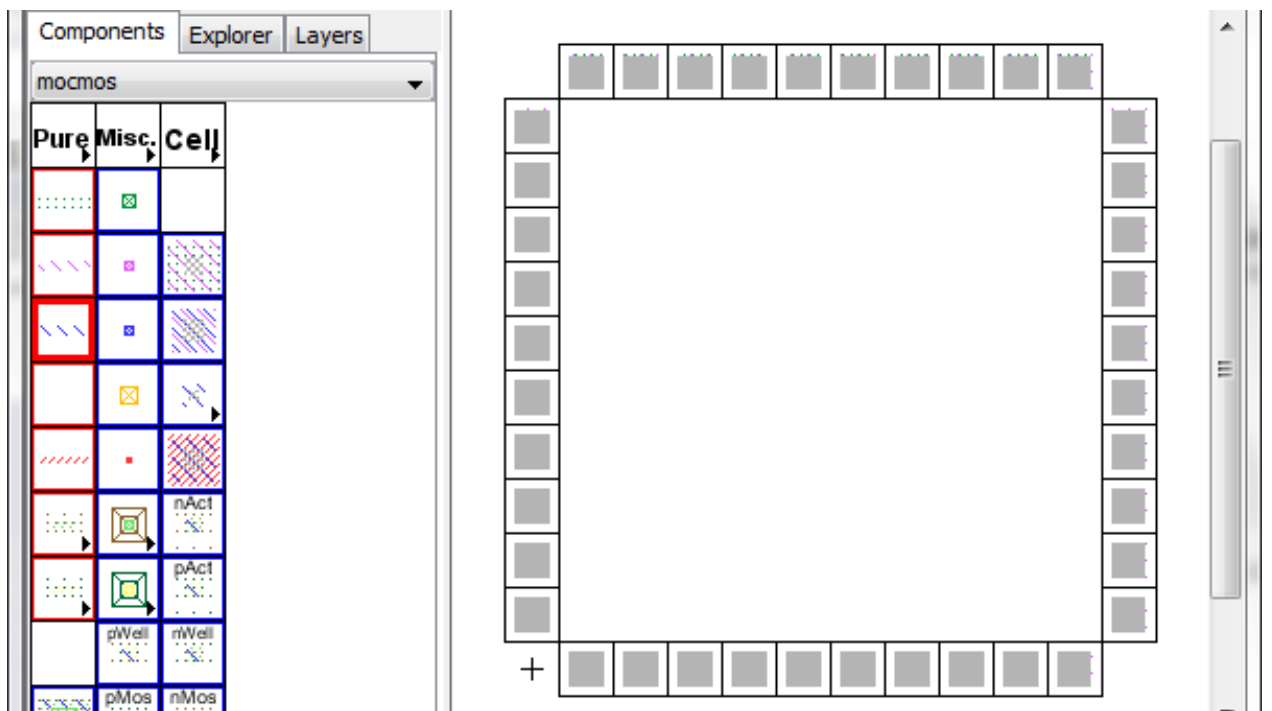 Components Explorer Layers
mocmos
Pure Misc. Cell
nAct
pAct
pWell nWell
pMos nMos